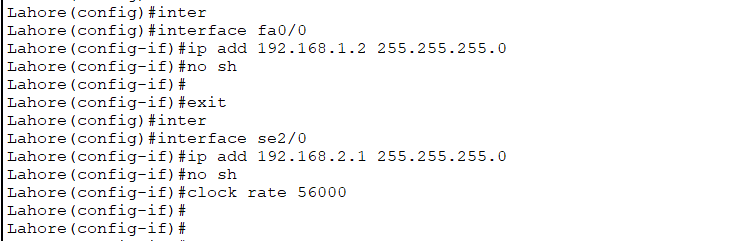 Lahore(config)#inter
Lahore(config)#interface fa0/0
Lahore(config-if)#ip add 192.168.1.2 255.255.255.0
Lahore(config-if)#no sh
Lahore(config-if)#
Lahore(config-if)#exit
Lahore(config)#inter
Lahore(config)#interface se2/0
Lahore(config-if)#ip add 192.168.2.1 255.255.255.0
Lahore(config-if)#no sh
Lahore(config-if)#clock rate 56000
Lahore(config-if)#
Lahore(config-if)#